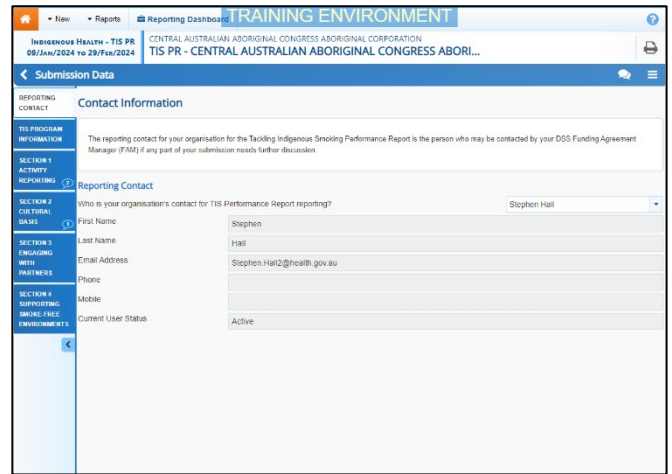 New Reports Reporting Dashboard TRAINING ENVIRONMENT ?
INDIGENOUS HEALTH - TIS PR
09/JAN/2024 TO 29/FEB/2024
CENTRAL AUSTRALIAN ABORIGINAL CONGRESS ABORIGINAL CORPORATION
TIS PR - CENTRAL AUSTRALIAN ABORIGINAL CONGRESS ABORI...
Submission Data
REPORTING
CONTACT
TIS PROGRAM
INFORMATION
SECTION 1
ACTIVITY
REPORTING 2
SECTION 2
CULTURAL
BASIS 1
SECTION 3
ENGAGING
WITH
PARTNERS
SECTION 4
SUPPORTING
SMOKE-FREE
ENVIRONMENTS
Contact Information
The reporting contact for your organisation for the Tackling Indigenous Smoking Performance Report is the person who may be contacted by your DSS Funding Agreement
Manager (FAM) if any part of your submission needs further discussion.
Reporting Contact
Who is your organisation's contact for TIS Performance Report reporting? Stephen Hall
First Name Stephen
Last Name Hall
Email Address Stephen.Hall2@health.gov.au
Phone
Mobile
Current User Status Active